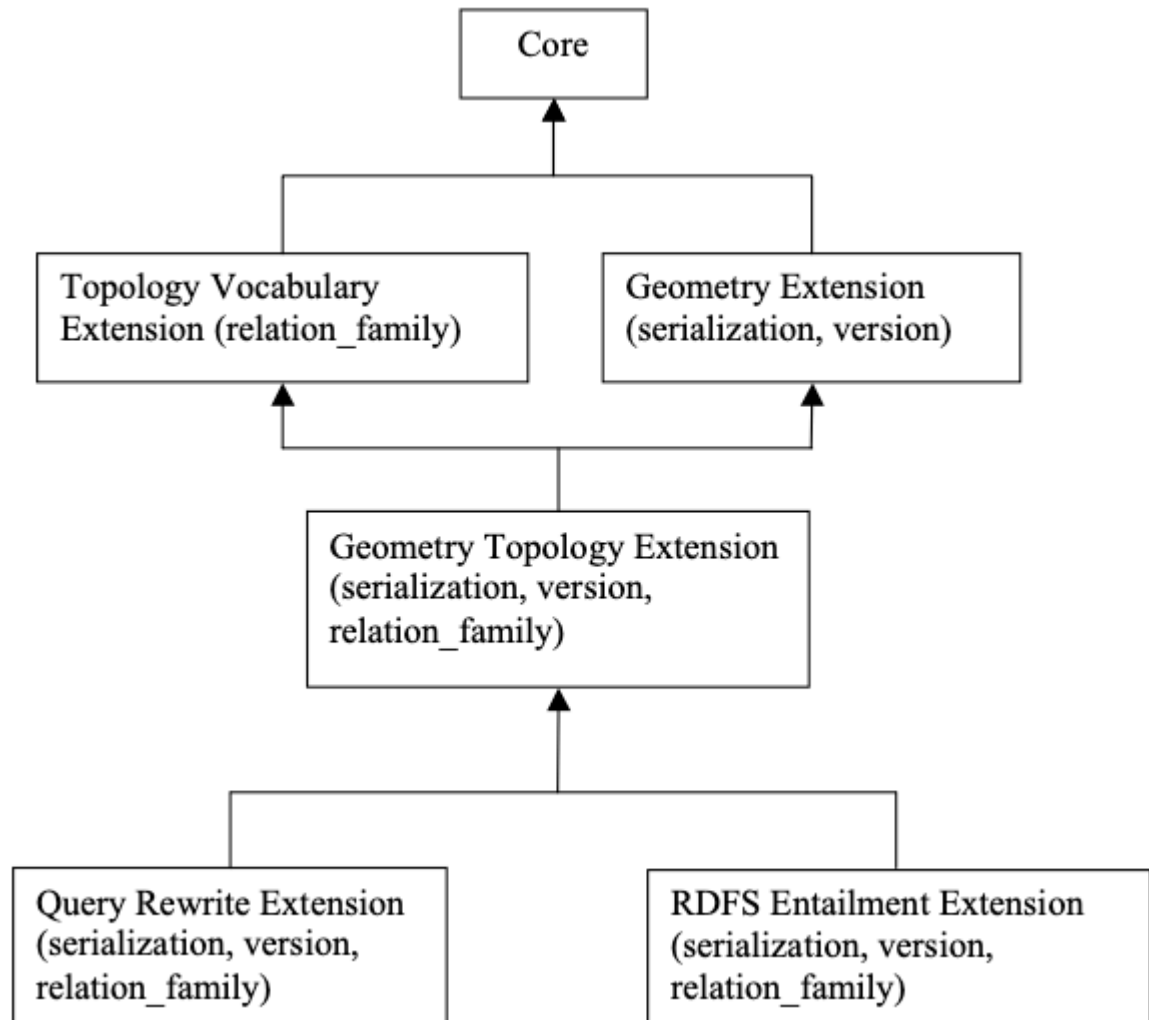 Core
Topology Vocabulary
Extension (relation_family)
Geometry Extension
(serialization, version)
Geometry Topology Extension
(serialization, version,
relation_family)
Query Rewrite Extension
(serialization, version,
relation_family)
RDFS Entailment Extension
(serialization, version,
relation_family)